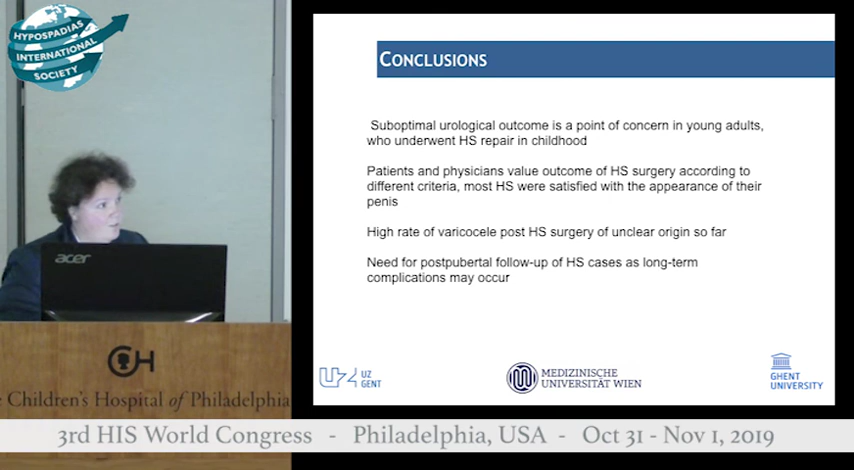 HYPOSPADIAS
INTERNATIONAL
SOCIETY
CONCLUSIONS
Suboptimal urological outcome is a point of concern in young adults,
who underwent HS repair in childhood
Patients and physicians value outcome of HS surgery according to
different criteria, most HS were satisfied with the appearance of their
penis
High rate of varicocele post HS surgery of unclear origin so far
Need for postpubertal follow-up of HS cases as long-term
complications may occur
UZ
GENT
MEDIZINISCHE
UNIVERSITÄT WIEN
GHENT
UNIVERSITY
acer
CH
e Children's Hospital of Philadelphia
3rd HIS World Congress - Philadelphia, USA - Oct 31 - Nov 1, 2019